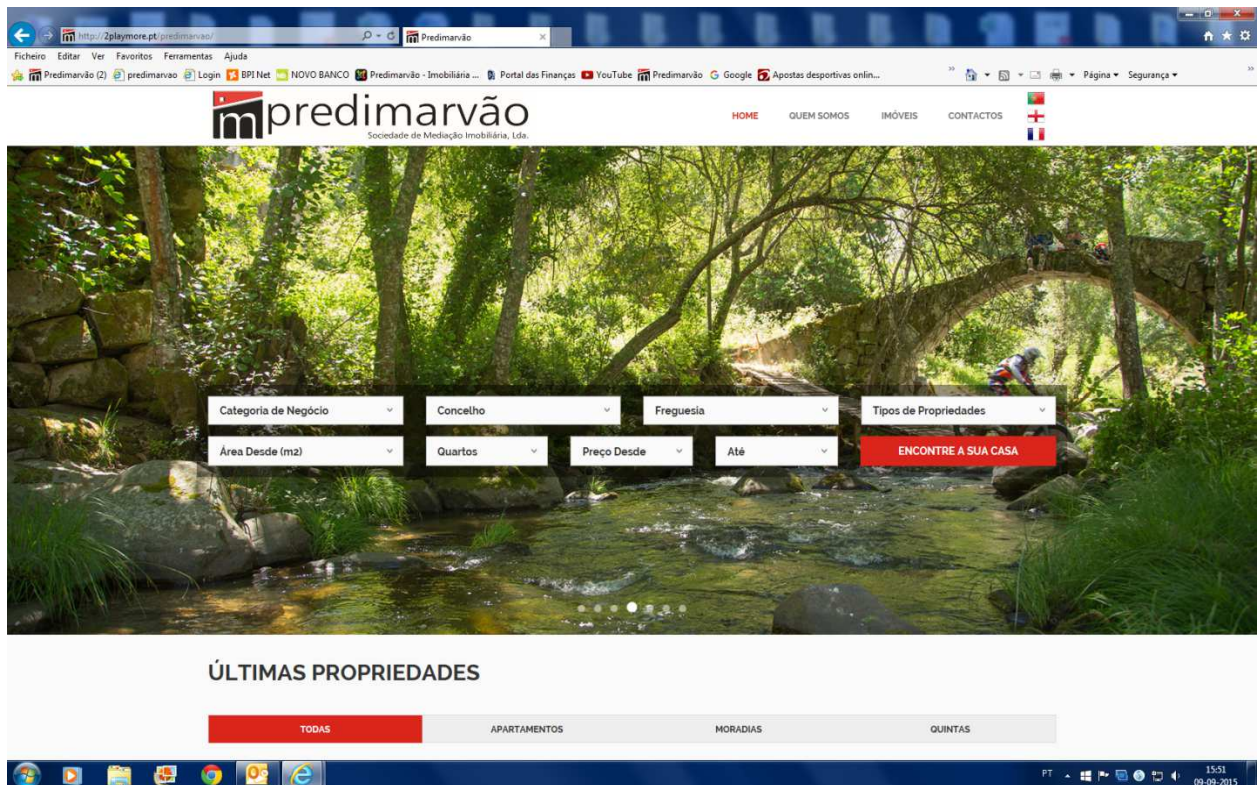 http://2playmore.pt/predimarvao/
Predimarvão
Ficheiro Editar Ver Favoritos Ferramentas Ajuda
Predimarvão (2) predimarvao Login BPI Net NOVO BANCO Predimarvão - Imobiliária ... Portal das Finanças YouTube Predimarvão Google Apostas desportivas onlin... Página Segurança
predimarvão
Sociedade de Mediação Imobiliária, Lda.
HOME QUEM SOMOS IMÓVEIS CONTACTOS
Categoria de Negócio Concelho Freguesia Tipos de Propriedades
Área Desde (m2) Quartos Preço Desde Até ENCONTRE A SUA CASA
ÚLTIMAS PROPRIEDADES
TODAS APARTAMENTOS MORADIAS QUINTAS
PT 15:51
09-09-2015